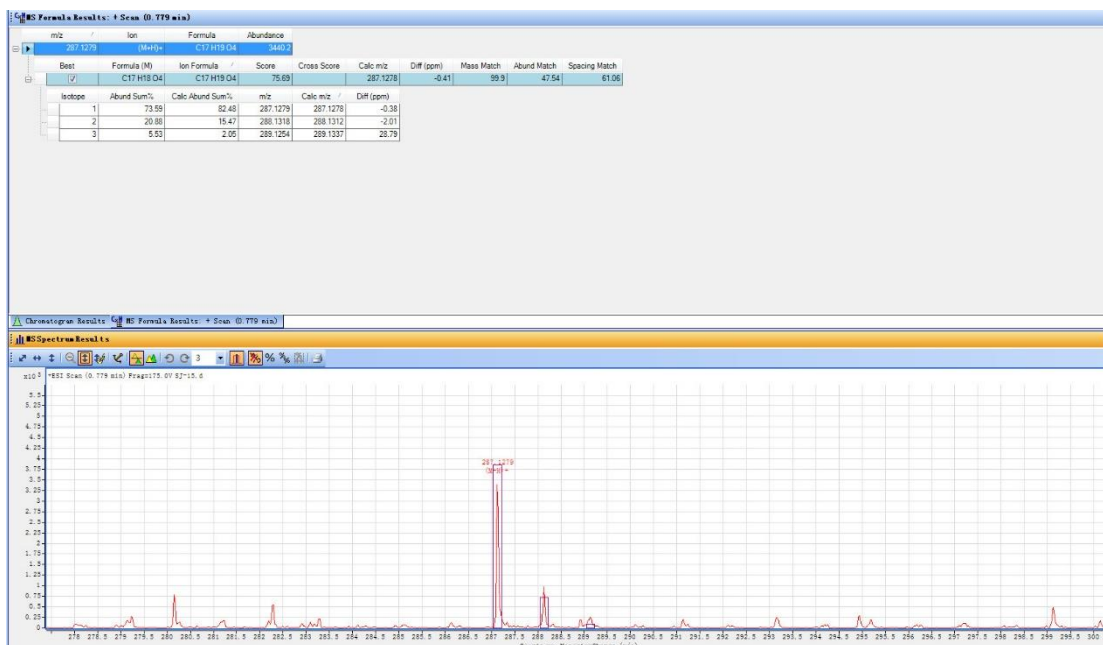 MS Formula Results: + Scan (0.779 min)
m/z Ion Formula Abundance
287.1279 (M+H)+ C17 H19 O4 3440.2
Best Formula (M) Ion Formula Score Cross Score Calc m/z Diff (ppm) Mass Match Abund Match Spacing Match
C17 H18 O4 C17 H19 O4 75.69 287.1278 -0.41 99.9 47.54 61.06
Isotope Abund Sum% Calc Abund Sum% m/z Calc m/z Diff (ppm)
1 73.59 82.48 287.1279 287.1278 -0.38
2 20.88 15.47 288.1318 288.1312 -2.01
3 5.53 2.05 289.1254 289.1337 28.79
Chromatogram Results MS Formula Results: + Scan (0.779 min)
MS Spectrum Results
3
x10 3 +ESI Scan (0.779 min) Frag=175.0V SJ-15.d
5.5
5.25
5
4.75
4.5
4.25
4
3.75
3.5
3.25
3
2.75
2.5
2.25
2
1.75
1.5
1.25
1
0.75
0.5
0.25
0
287.1279
(M+H)+
278 278.5 279 279.5 280 280.5 281 281.5 282 282.5 283 283.5 284 284.5 285 285.5 286 286.5 287 287.5 288 288.5 289 289.5 290 290.5 291 291.5 292 292.5 293 293.5 294 294.5 295 295.5 296 296.5 297 297.5 298 298.5 299 299.5 300